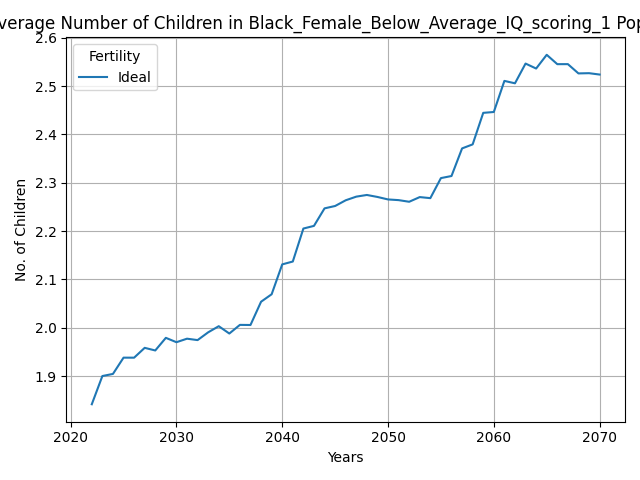 verage Number of Children in Black_Female_Below_Average_IQ_scoring_1 Pop
Fertility
Ideal
No. of Children
2.6
2.5
2.4
2.3
2.2
2.1
2.0
1.9
2020 2030 2040 2050 2060 2070
Years